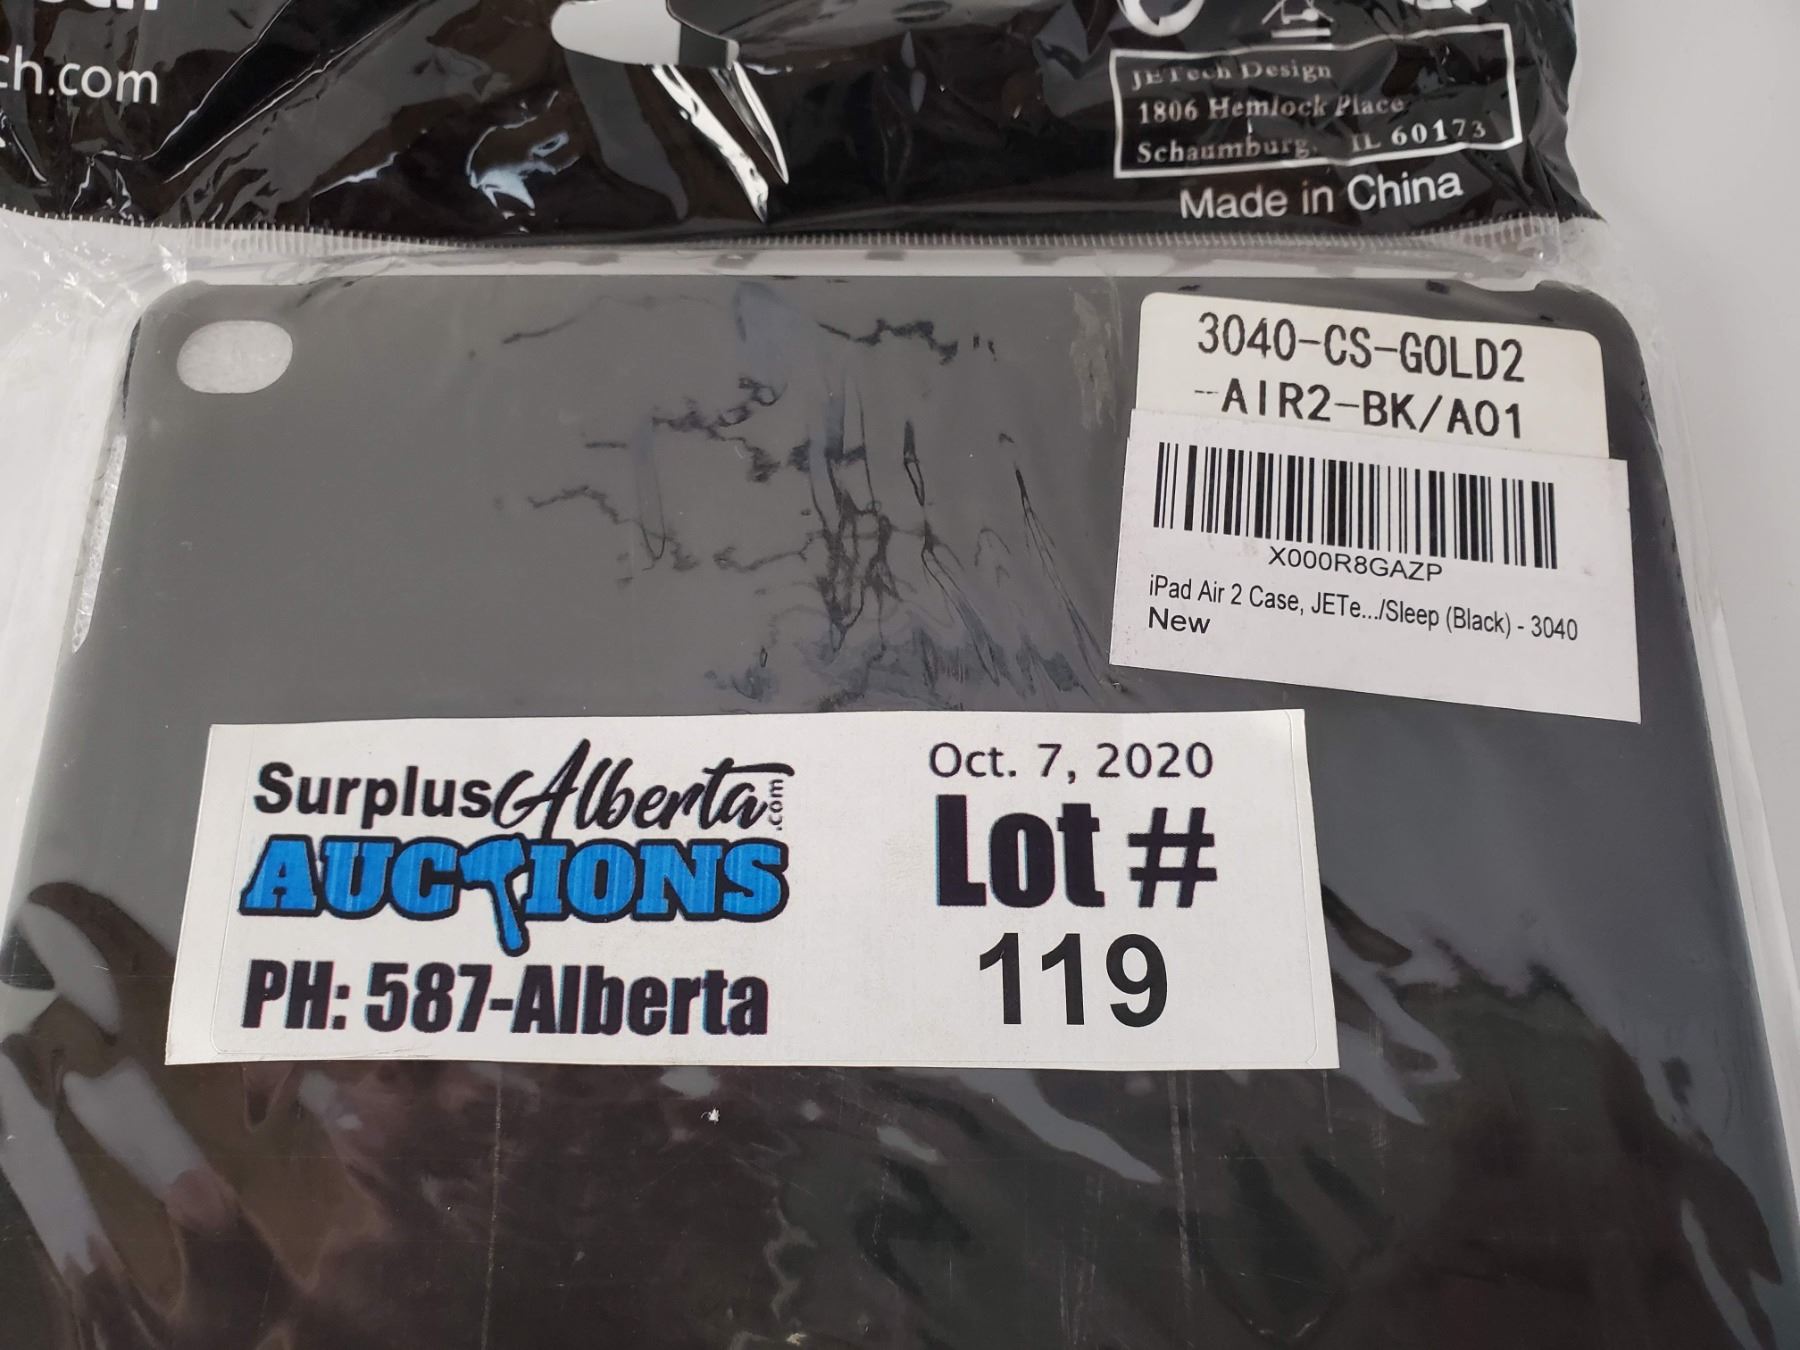 ch.com
JETech Design
1806 Hemlock Place
Schaumburg, IL 60173
Made in China
3040-CS-GOLD2
-AIR2-BK/A01
X000R8GAZP
iPad Air 2 Case, JETe.../Sleep (Black) - 3040
New
SurplusAlberta.com
AUCTIONS
PH: 587-Alberta
Oct. 7, 2020
Lot #
119